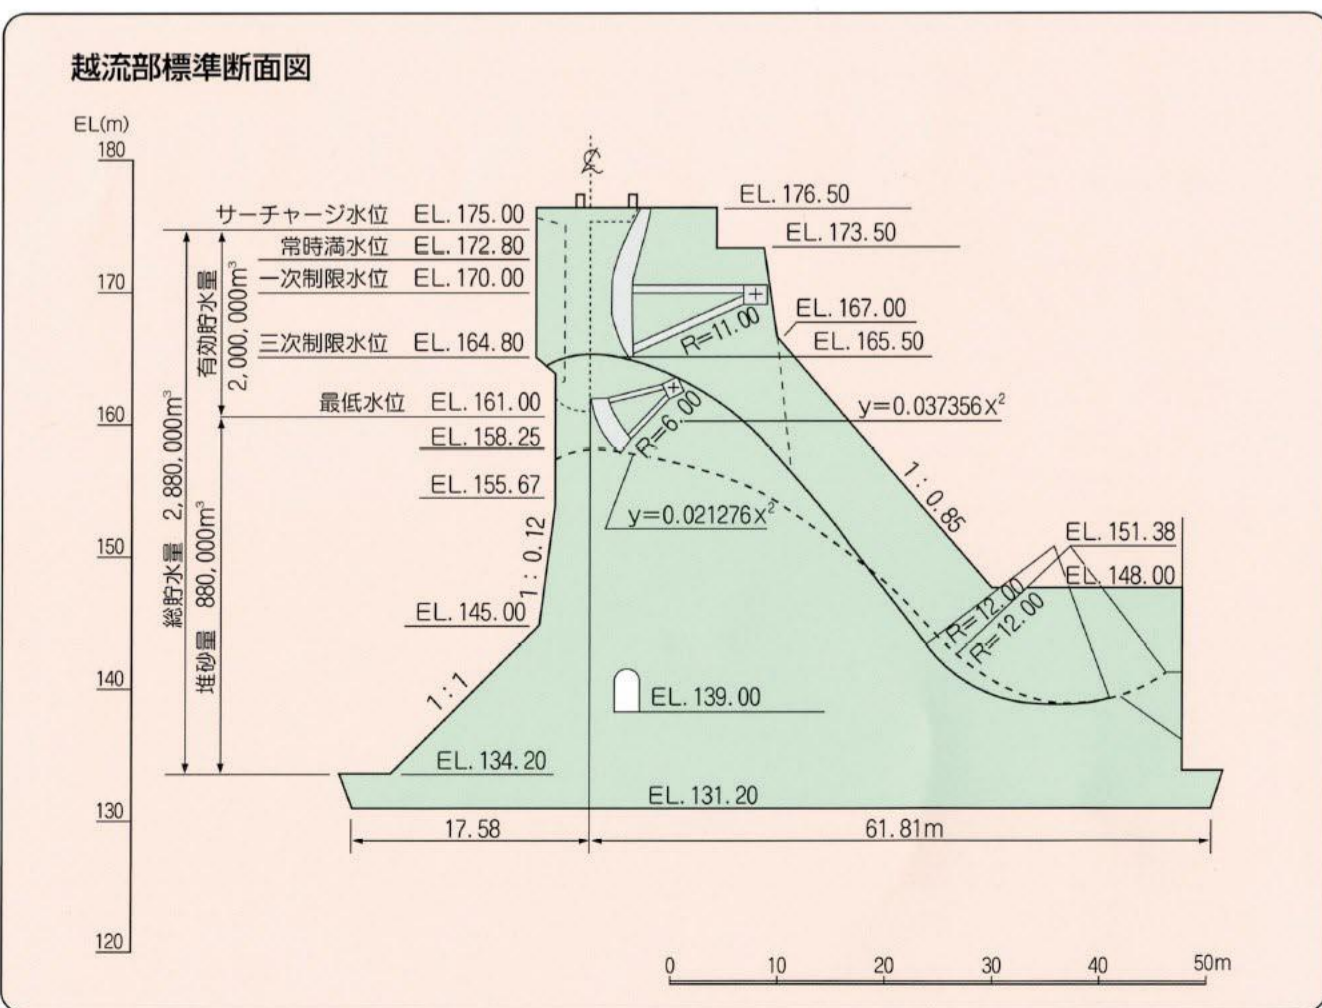 越流部標準断面図
EL(m)
180
170
160
150
140
130
120
℄
サーチャージ水位 EL.175.00
常時満水位 EL.172.80
一次制限水位 EL.170.00
三次制限水位 EL.164.80
最低水位 EL.161.00
EL.158.25
EL.155.67
1:0.12
EL.145.00
1:1
EL.134.20
総貯水量 2,880,000m³
有効貯水量
2,000,000m³
堆砂量 880,000m³
EL.176.50
EL.173.50
EL.167.00
EL.165.50
R=11.00
R=6.00
y=0.037356x²
y=0.021276x²
1:0.85
EL.151.38
EL.148.00
R=12.00
R=12.00
EL.139.00
EL.131.20
17.58
61.81m
0 10 20 30 40 50m